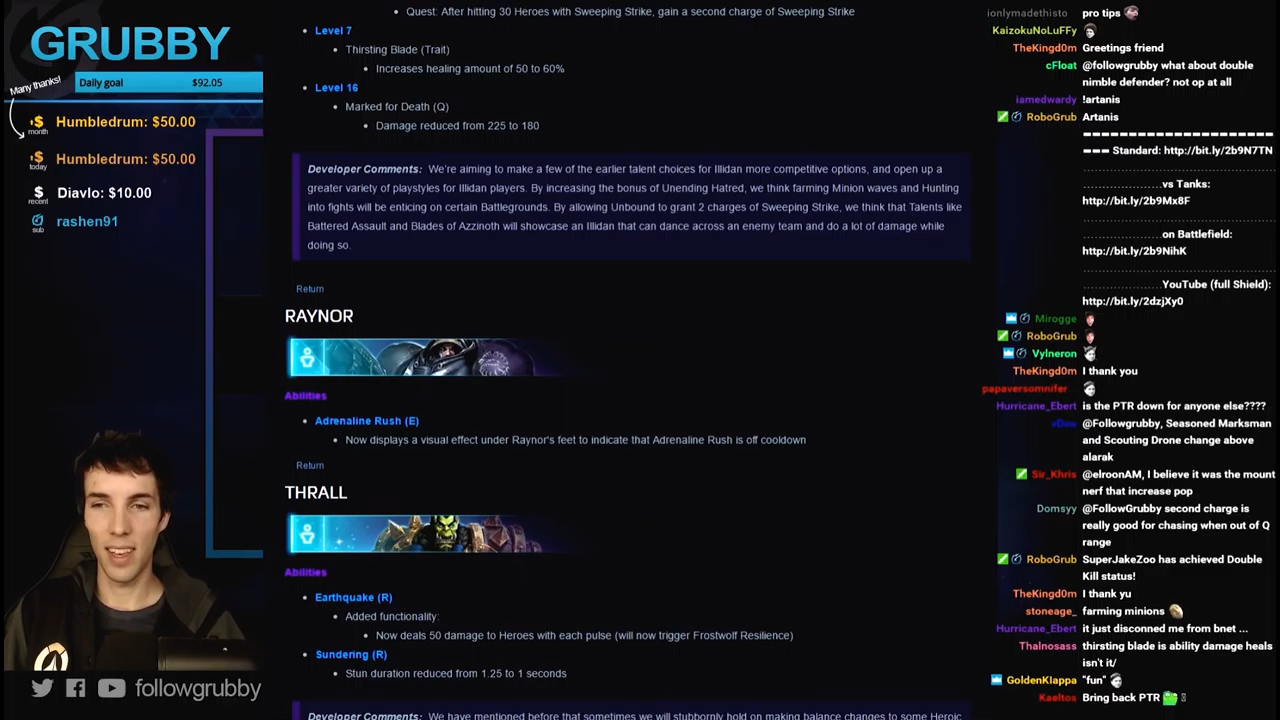 GRUBBY
Many thanks!
Daily goal $92.05
$ month Humbledrum: $50.00
$ today Humbledrum: $50.00
$ recent Diavlo: $10.00
sub rashen91
followgrubby
Quest: After hitting 30 Heroes with Sweeping Strike, gain a second charge of Sweeping Strike
Level 7
Thirsting Blade (Trait)
Increases healing amount of 50 to 60%
Level 16
Marked for Death (Q)
Damage reduced from 225 to 180
Developer Comments: We're aiming to make a few of the earlier talent choices for Illidan more competitive options, and open up a
greater variety of playstyles for Illidan players. By increasing the bonus of Unending Hatred, we think farming Minion waves and Hunting
into fights will be enticing on certain Battlegrounds. By allowing Unbound to grant 2 charges of Sweeping Strike, we think that Talents like
Battered Assault and Blades of Azzinoth will showcase an Illidan that can dance across an enemy team and do a lot of damage while
doing so.
Return
RAYNOR
Abilities
Adrenaline Rush (E)
Now displays a visual effect under Raynor's feet to indicate that Adrenaline Rush is off cooldown
Return
THRALL
Abilities
Earthquake (R)
Added functionality:
Now deals 50 damage to Heroes with each pulse (will now trigger Frostwolf Resilience)
Sundering (R)
Stun duration reduced from 1.25 to 1 seconds
Developer Comments: We have mentioned before that sometimes we will stubbornly hold on making balance changes to some Heroic
ionlymadethisto pro tips
KaizokuNoLuFFy
TheKingd0m Greetings friend
cFloat @followgrubby what about double
nimble defender? not op at all
iamedwardy !artanis
RoboGrub Artanis
Standard: http://bit.ly/2b9N7TN
vs Tanks:
http://bit.ly/2b9Mx8F
on Battlefield:
http://bit.ly/2b9NihK
YouTube (full Shield):
http://bit.ly/2dzjXy0
Mirogge
RoboGrub
Vylneron
TheKingd0m I thank you
papaversomnifer
Hurricane_Ebert is the PTR down for anyone else????
@Followgrubby, Seasoned Marksman
and Scouting Drone change above
alarak
Sir_Khris @elroonAM, I believe it was the mount
nerf that increase pop
Domsyy @FollowGrubby second charge is
really good for chasing when out of Q
range
RoboGrub SuperJakeZoo has achieved Double
Kill status!
TheKingd0m I thank yu
stoneage_ farming minions
Hurricane_Ebert it just disconned me from bnet ...
Thalnosass thirsting blade is ability damage heals
isn't it/
GoldenKlappa "fun"
Kaeltos Bring back PTR